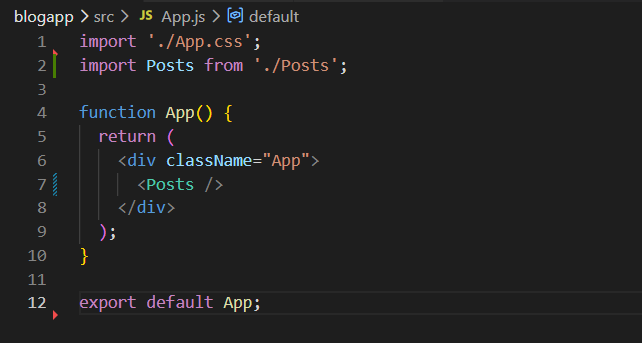 blogapp > src > JS App.js > default
1 import './App.css';
2 import Posts from './Posts';
3
4 function App() {
5   return (
6     <div className="App">
7       <Posts />
8     </div>
9   );
10 }
11
12 export default App;